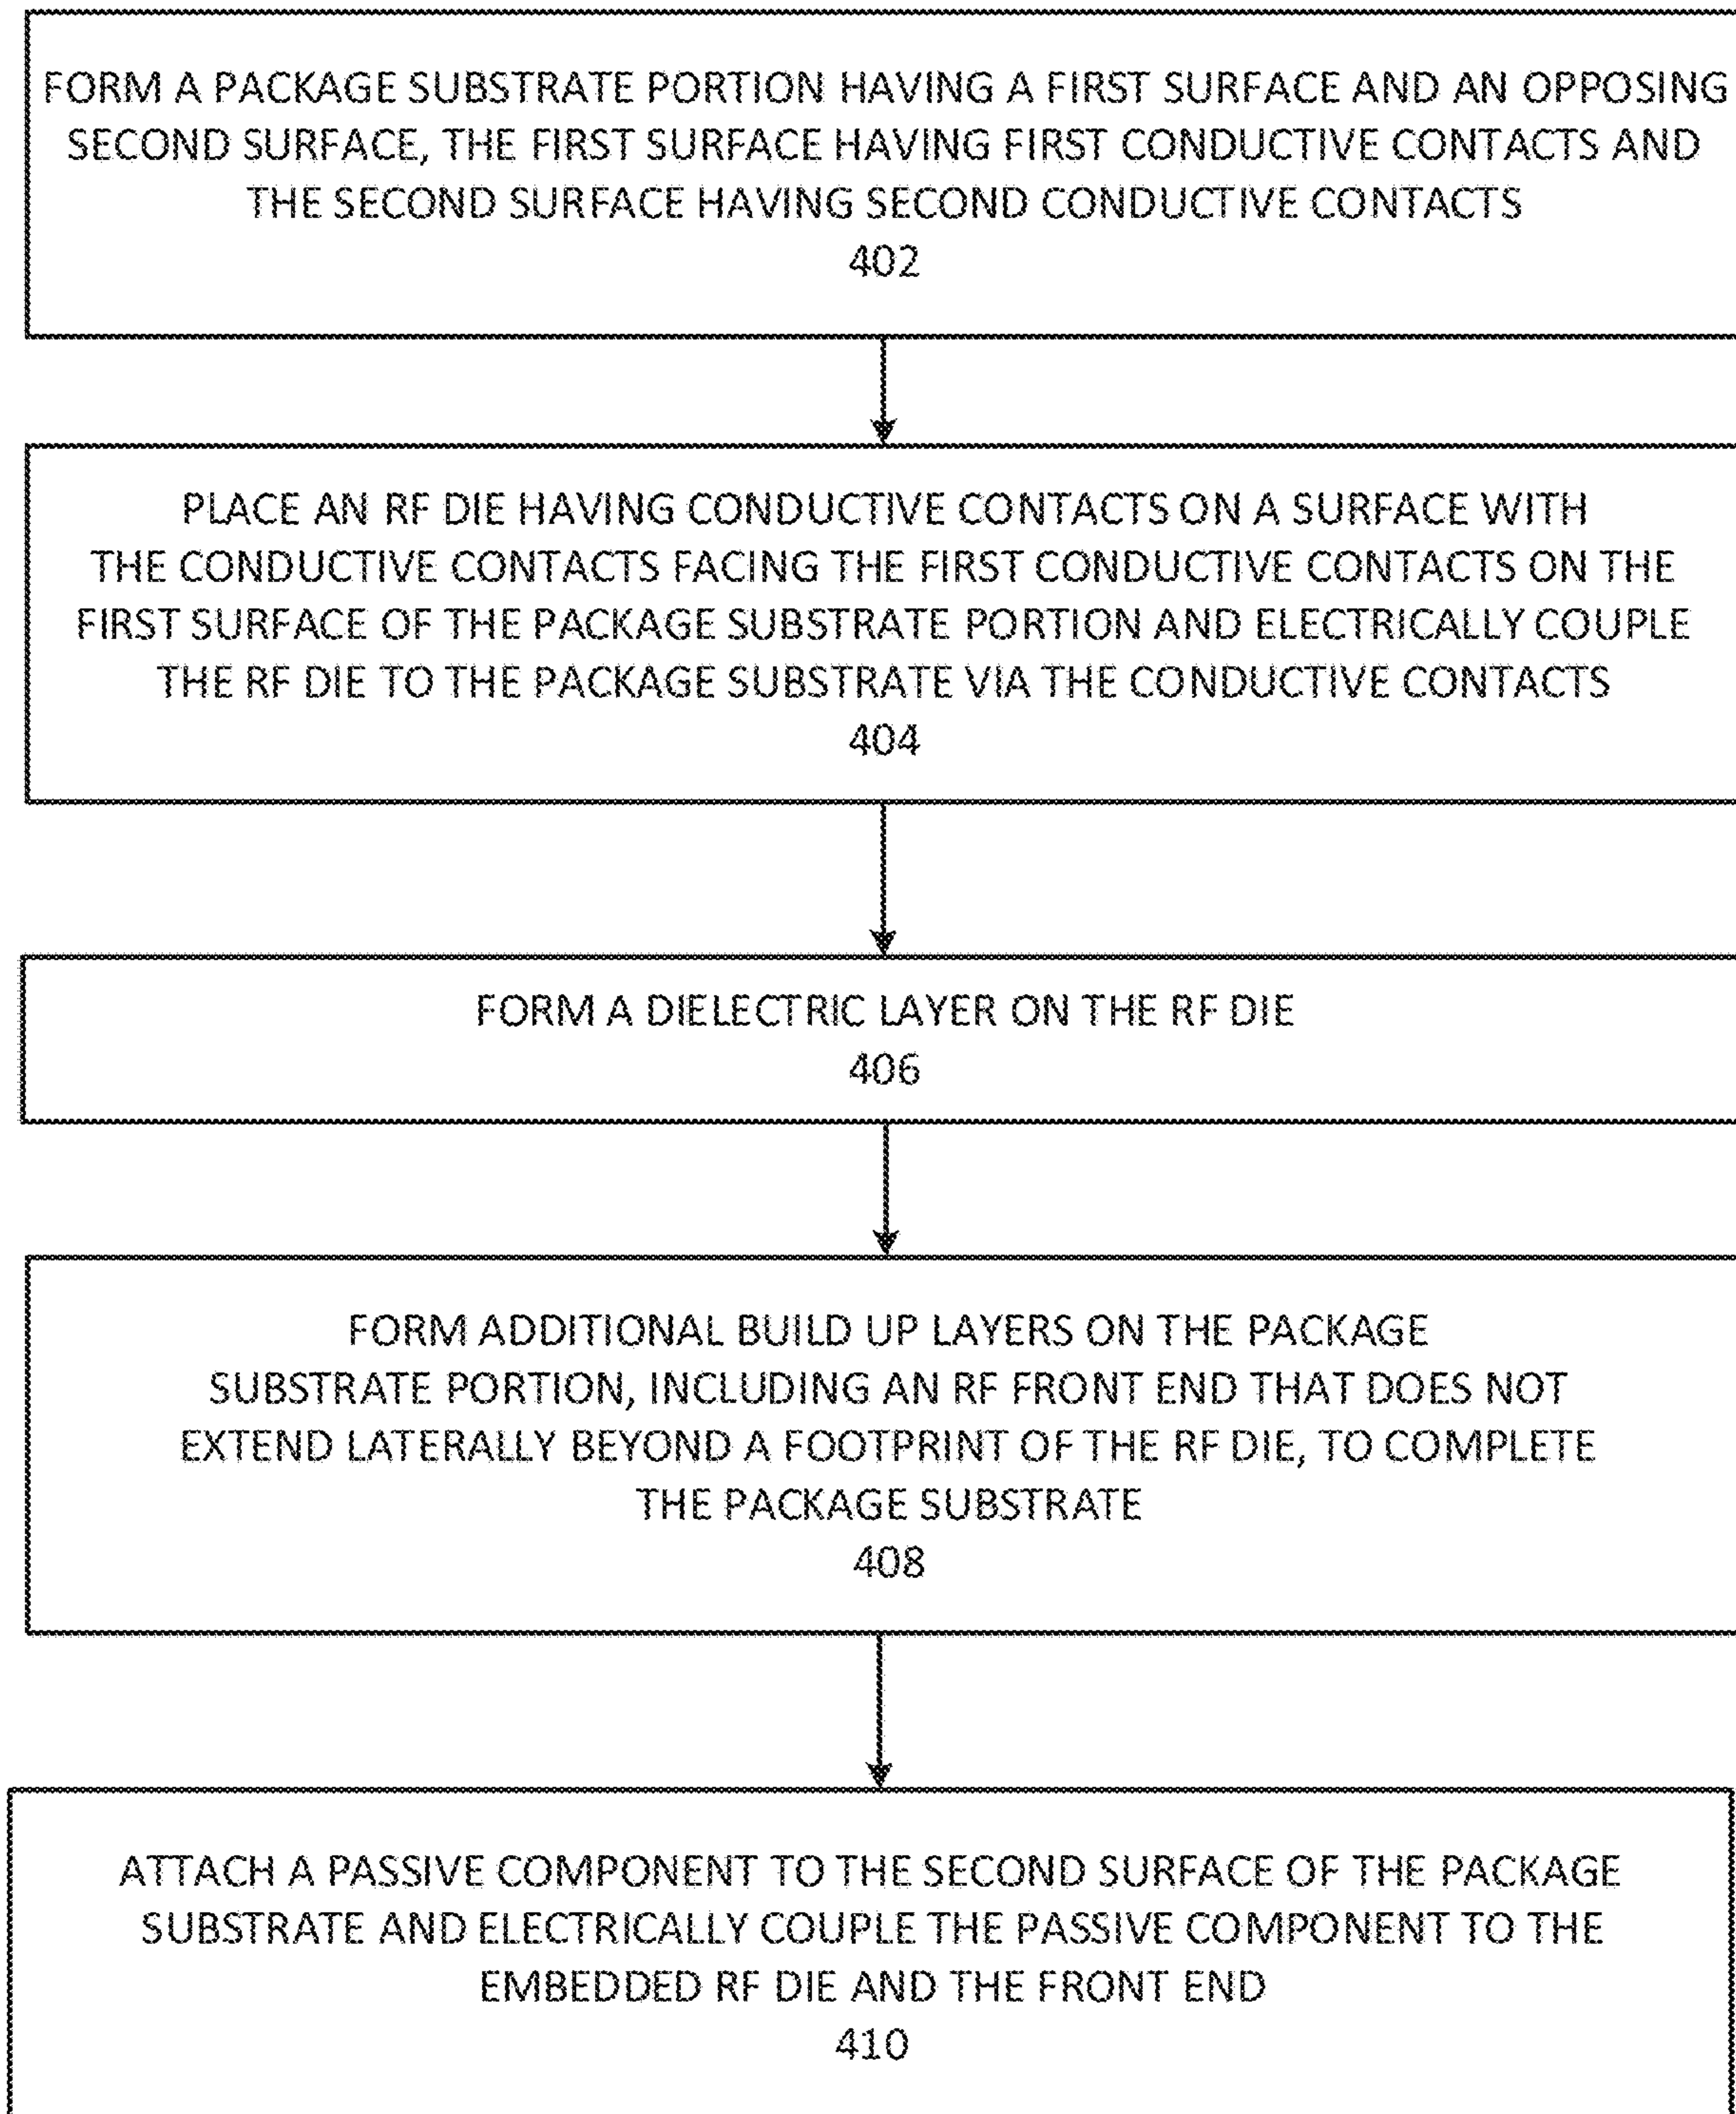 FORM A PACKAGE SUBSTRATE PORTION HAVING A FIRST SURFACE AND AN OPPOSING
SECOND SURFACE, THE FIRST SURFACE HAVING FIRST CONDUCTIVE CONTACTS AND
THE SECOND SURFACE HAVING SECOND CONDUCTIVE CONTACTS
402
PLACE AN RF DIE HAVING CONDUCTIVE CONTACTS ON A SURFACE WITH
THE CONDUCTIVE CONTACTS FACING THE FIRST CONDUCTIVE CONTACTS ON THE
FIRST SURFACE OF THE PACKAGE SUBSTRATE PORTION AND ELECTRICALLY COUPLE
THE RF DIE TO THE PACKAGE SUBSTRATE VIA THE CONDUCTIVE CONTACTS
404
FORM A DIELECTRIC LAYER ON THE RF DIE
406
FORM ADDITIONAL BUILD UP LAYERS ON THE PACKAGE
SUBSTRATE PORTION, INCLUDING AN RF FRONT END THAT DOES NOT
EXTEND LATERALLY BEYOND A FOOTPRINT OF THE RF DIE, TO COMPLETE
THE PACKAGE SUBSTRATE
408
ATTACH A PASSIVE COMPONENT TO THE SECOND SURFACE OF THE PACKAGE
SUBSTRATE AND ELECTRICALLY COUPLE THE PASSIVE COMPONENT TO THE
EMBEDDED RF DIE AND THE FRONT END
410